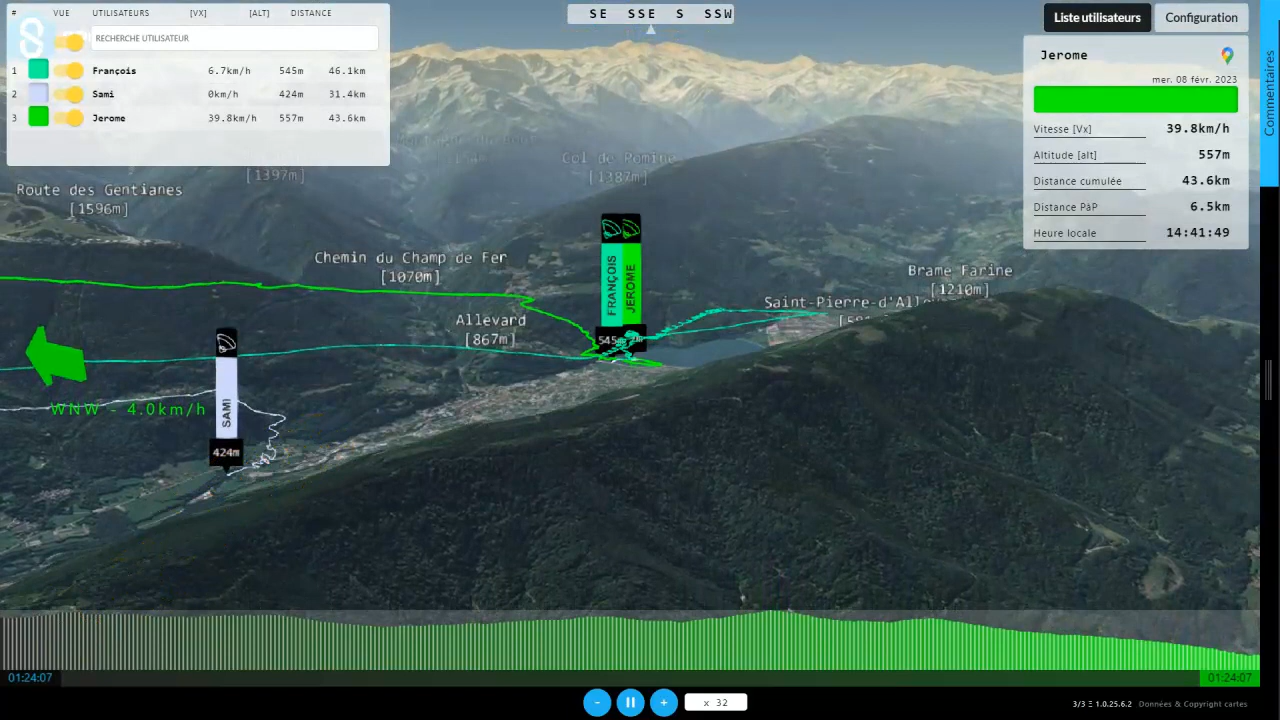 # VUE UTILISATEURS [VX] [ALT] DISTANCE
RECHERCHE UTILISATEUR
1 François 6.7km/h 545m 46.1km
2 Sami 0km/h 424m 31.4km
3 Jerome 39.8km/h 557m 43.6km
SE SSE S SSW
Liste utilisateurs
Configuration
Commentaires
Jerome
mer. 08 févr. 2023
Vitesse [Vx] 39.8km/h
Altitude [alt] 557m
Distance cumulée 43.6km
Distance PàP 6.5km
Heure locale 14:41:49
Col de Romine
[1387m]
[1397m]
Route des Gentianes
[1596m]
Chemin du Champ de Fer
[1070m]
Allevard
[867m]
Brame Farine
[1210m]
Saint-Pierre-d'All
FRANÇOIS
JEROME
545m
SAMI
424m
WNW - 4.0km/h
01:24:07
01:24:07
- + x 32
3/3 Ξ 1.0.25.6.2 Données & Copyright cartes